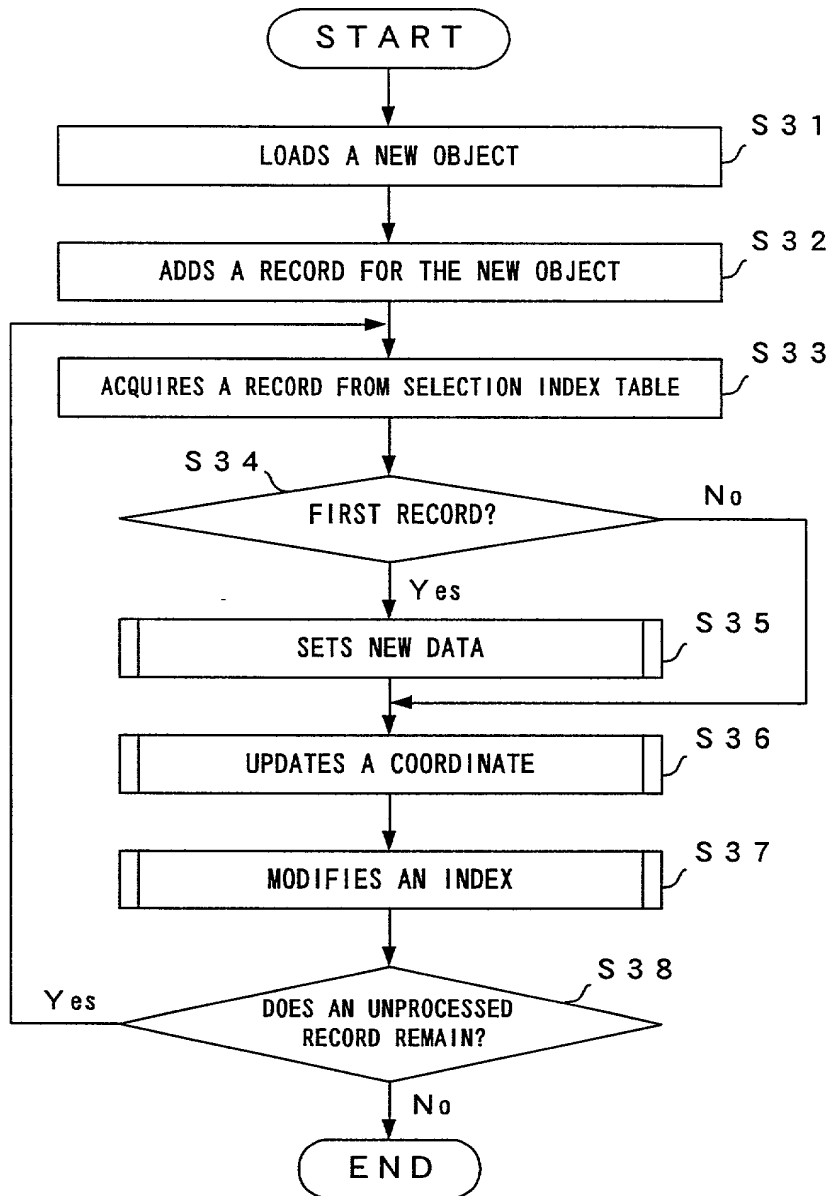 START
S31
LOADS A NEW OBJECT
S32
ADDS A RECORD FOR THE NEW OBJECT
S33
ACQUIRES A RECORD FROM SELECTION INDEX TABLE
S34
FIRST RECORD?
No
Yes
S35
SETS NEW DATA
S36
UPDATES A COORDINATE
S37
MODIFIES AN INDEX
S38
Yes
DOES AN UNPROCESSED
RECORD REMAIN?
No
END